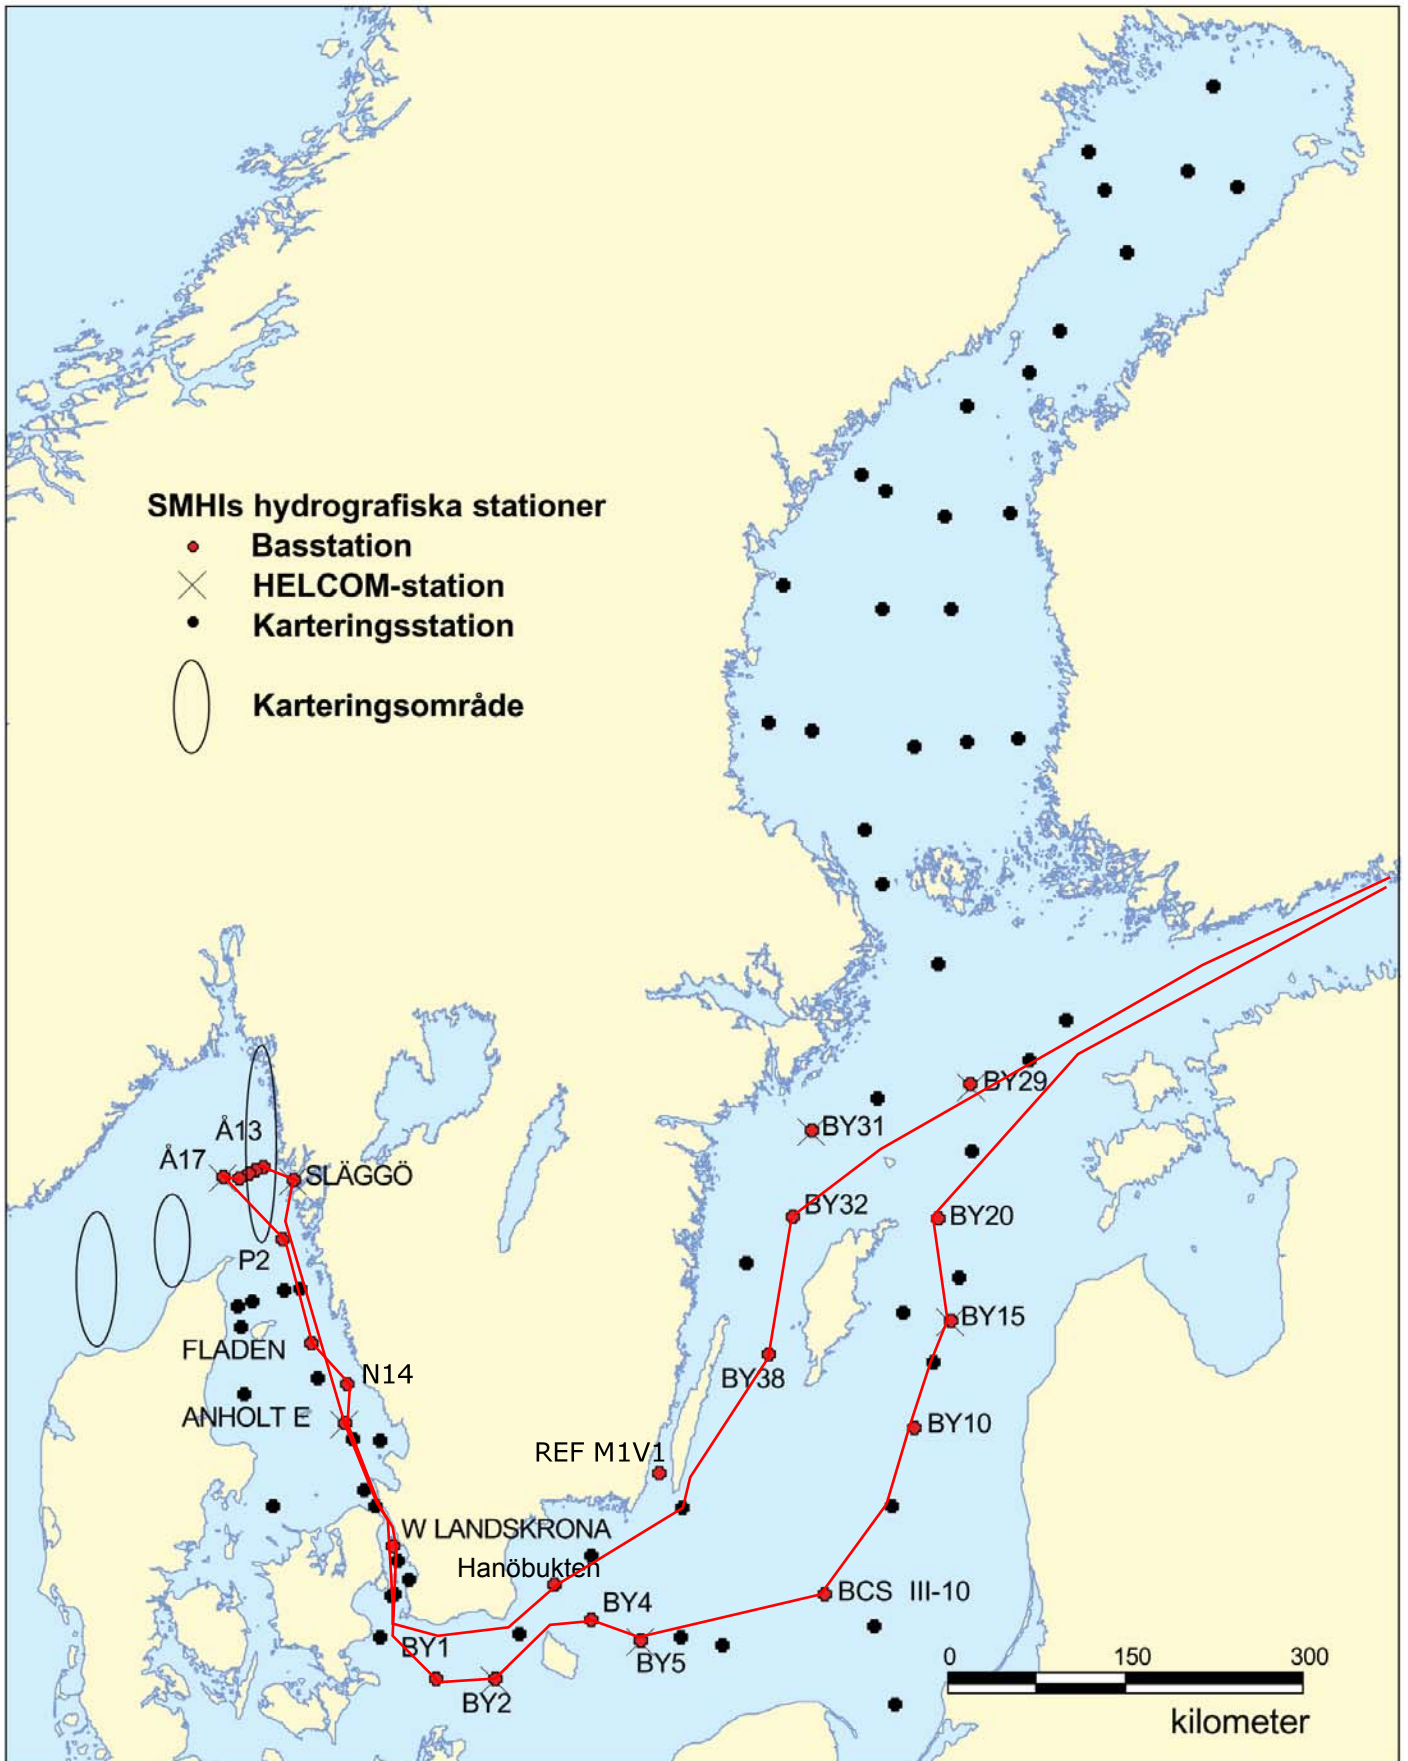 SMHIs hydrografiska stationer
Basstation
HELCOM-station
Karteringsstation
Karteringsområde
BY29
Å13
BY31
Å17
SLÄGGÖ
BY32
BY20
P2
BY15
FLADEN
N14
BY38
ANHOLT E
BY10
REF M1V1
W LANDSKRONA
Hanöbukten
BCS III-10
BY4
BY1
BY5
0 150 300
BY2
kilometer